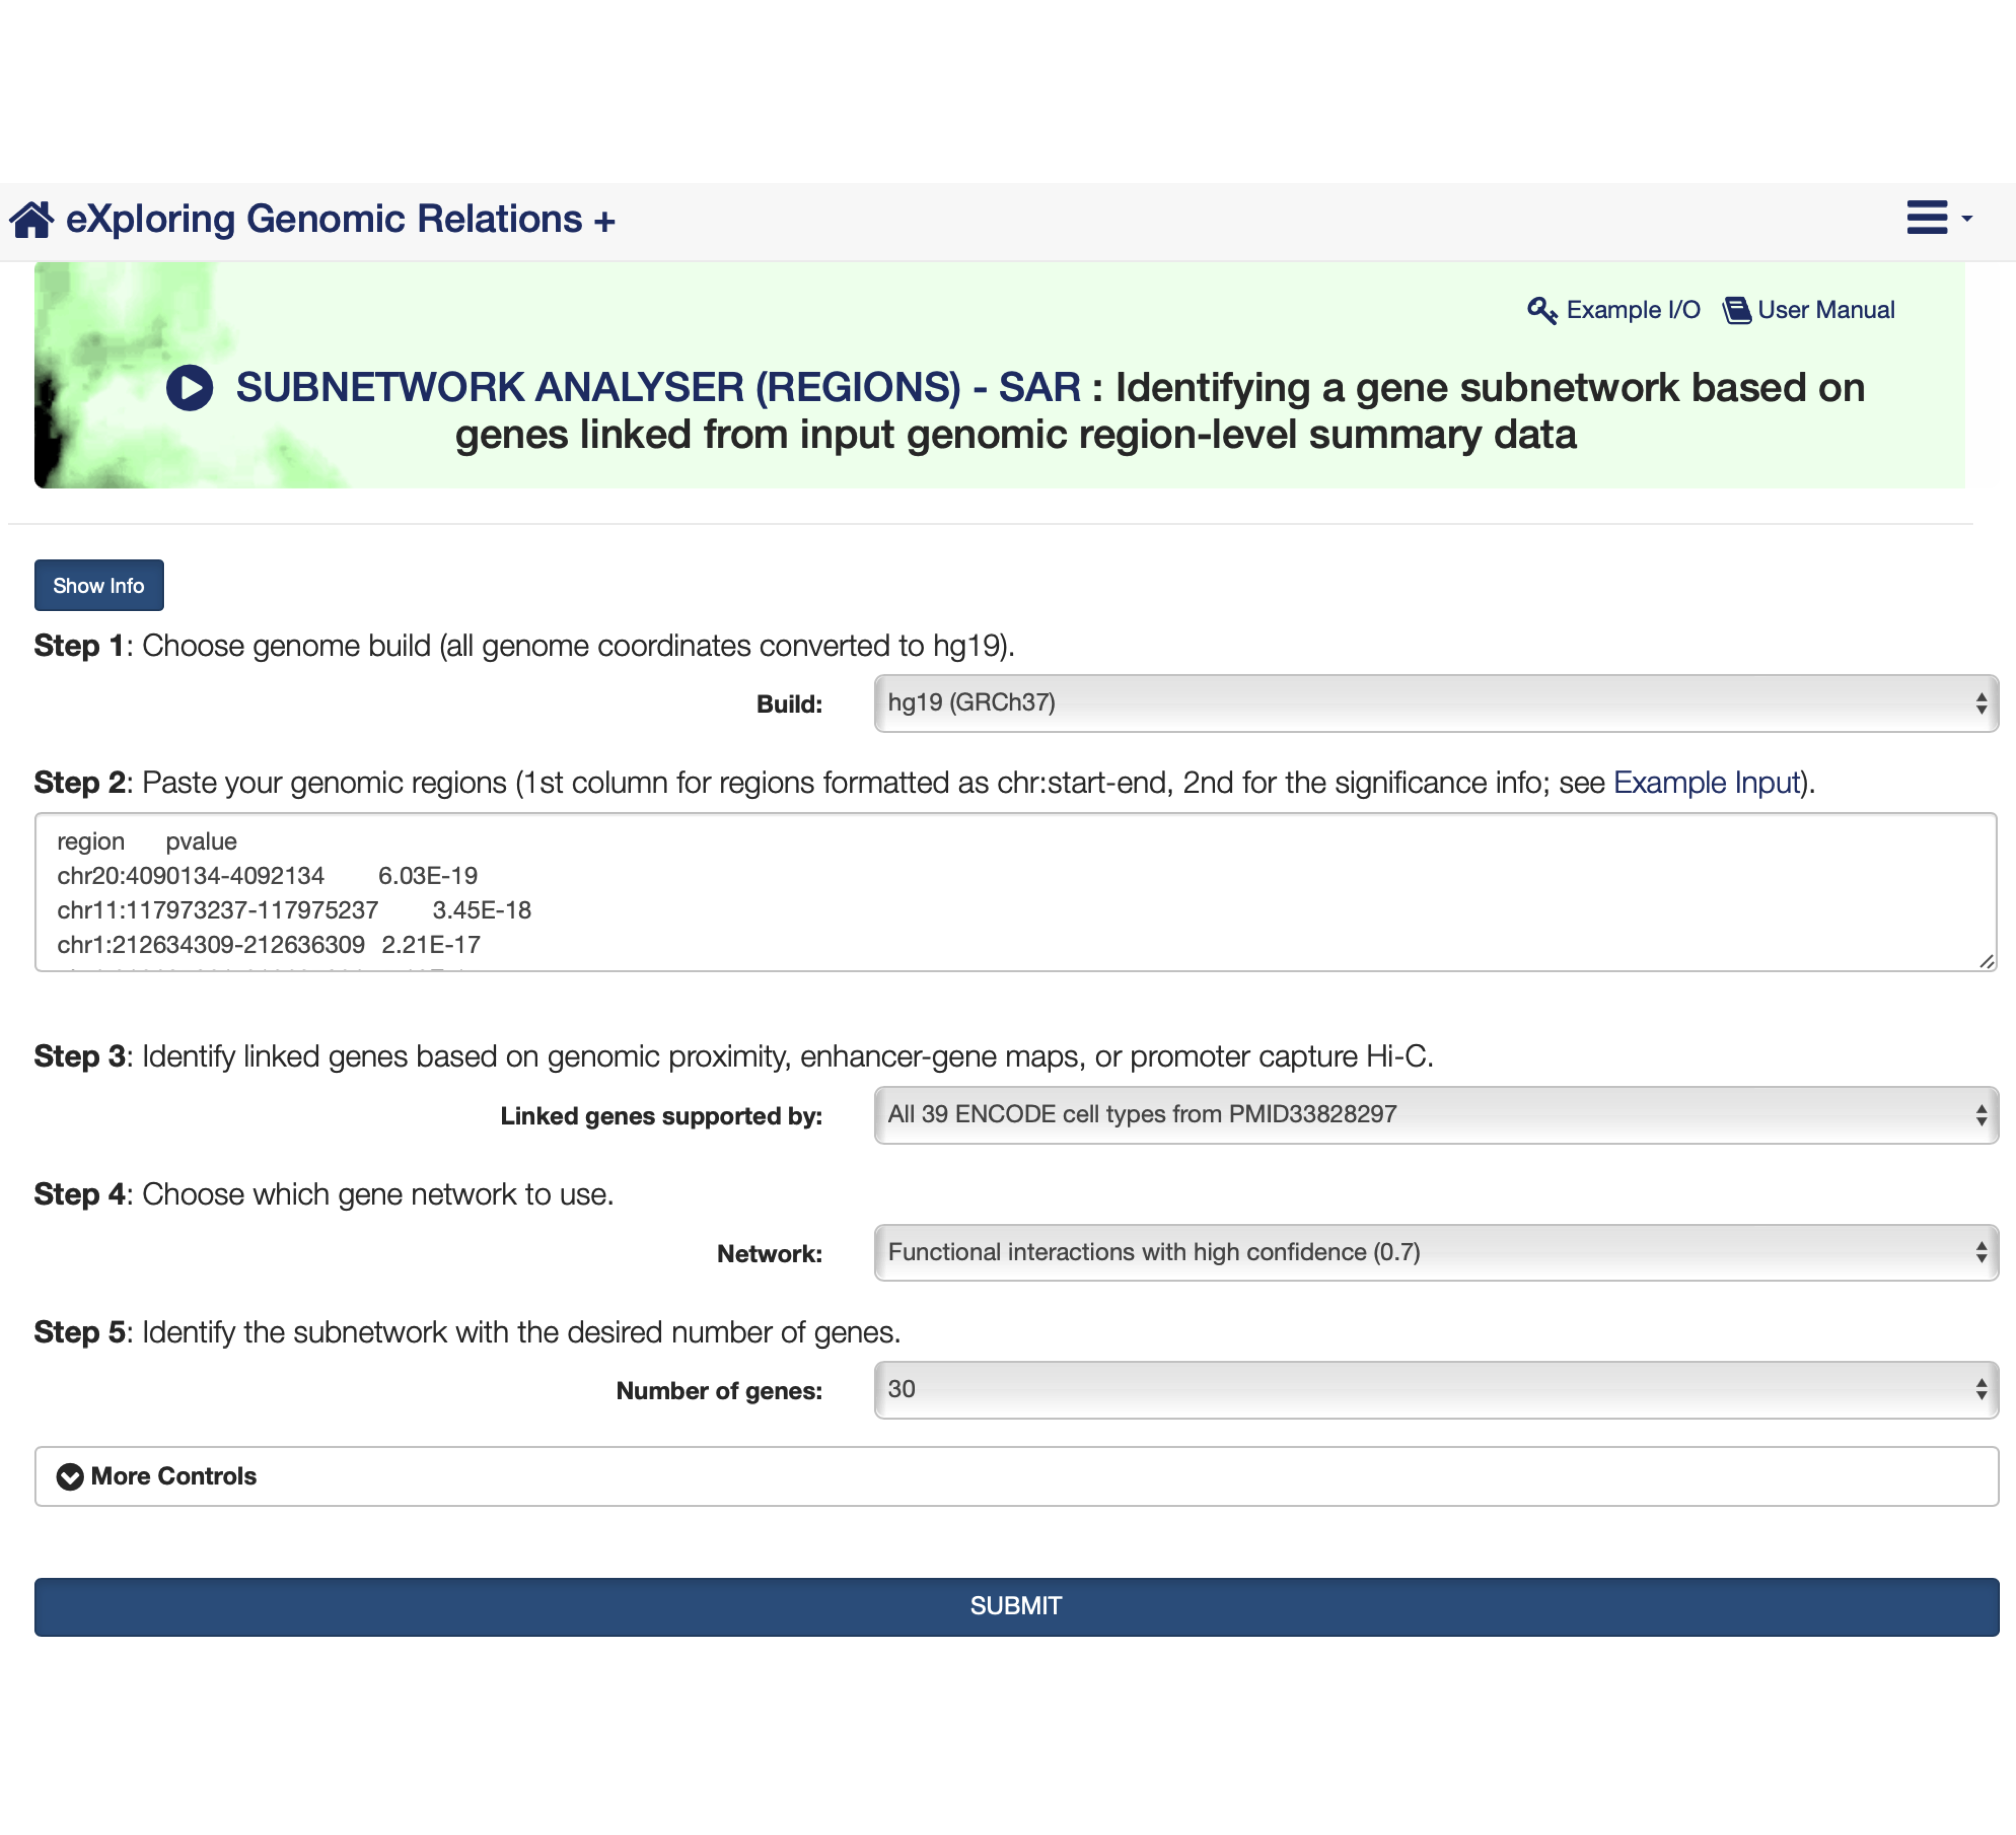 eXploring Genomic Relations +
Example I/O User Manual
SUBNETWORK ANALYSER (REGIONS) - SAR : Identifying a gene subnetwork based on
genes linked from input genomic region-level summary data
Show Info
Step 1: Choose genome build (all genome coordinates converted to hg19).
Build: hg19 (GRCh37)
Step 2: Paste your genomic regions (1st column for regions formatted as chr:start-end, 2nd for the significance info; see Example Input).
region pvalue
chr20:4090134-4092134 6.03E-19
chr11:117973237-117975237 3.45E-18
chr1:212634309-212636309 2.21E-17
Step 3: Identify linked genes based on genomic proximity, enhancer-gene maps, or promoter capture Hi-C.
Linked genes supported by: All 39 ENCODE cell types from PMID33828297
Step 4: Choose which gene network to use.
Network: Functional interactions with high confidence (0.7)
Step 5: Identify the subnetwork with the desired number of genes.
Number of genes: 30
More Controls
SUBMIT